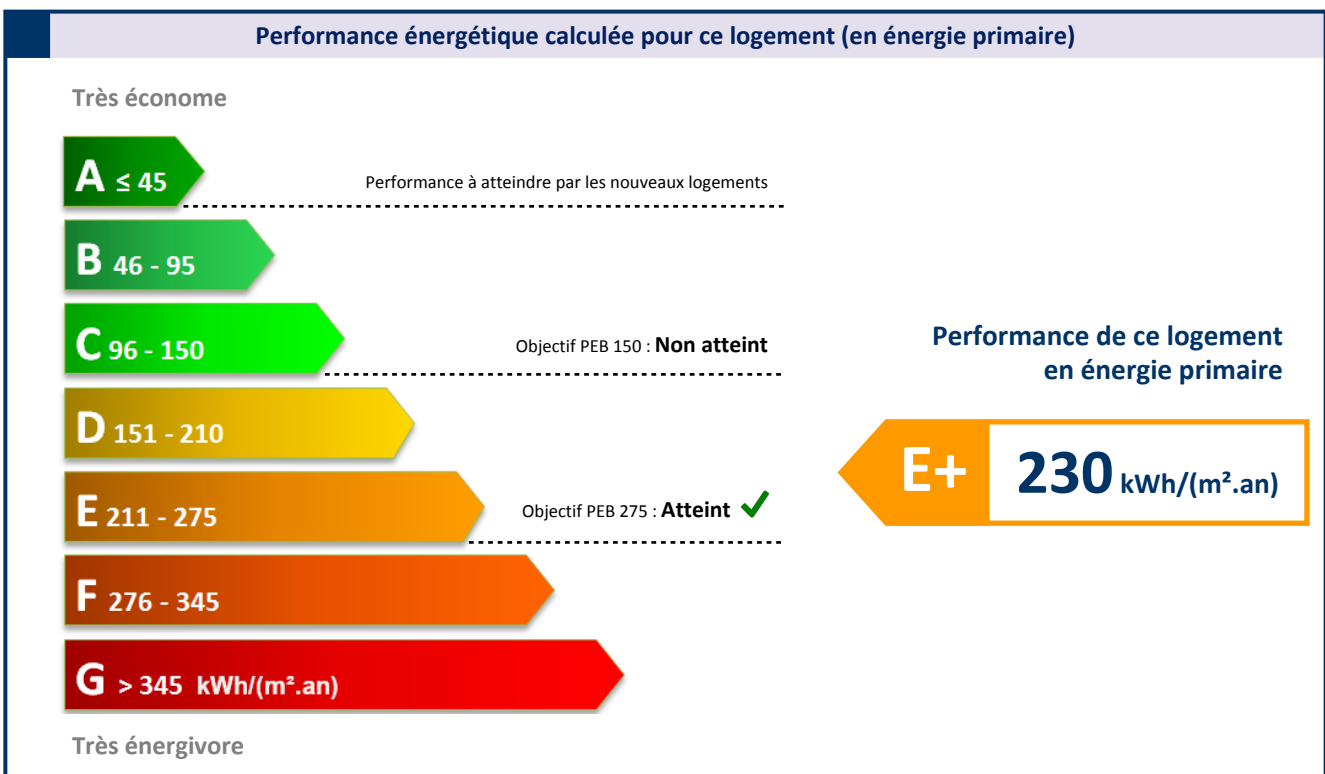 Performance énergétique calculée pour ce logement (en énergie primaire)
Très économe
A ≤ 45
Performance à atteindre par les nouveaux logements
B 46 - 95
C 96 - 150
Objectif PEB 150 : Non atteint
D 151 - 210
E 211 - 275
Objectif PEB 275 : Atteint ✓
F 276 - 345
G > 345 kWh/(m².an)
Très énergivore
Performance de ce logement
en énergie primaire
E+ 230 kWh/(m².an)